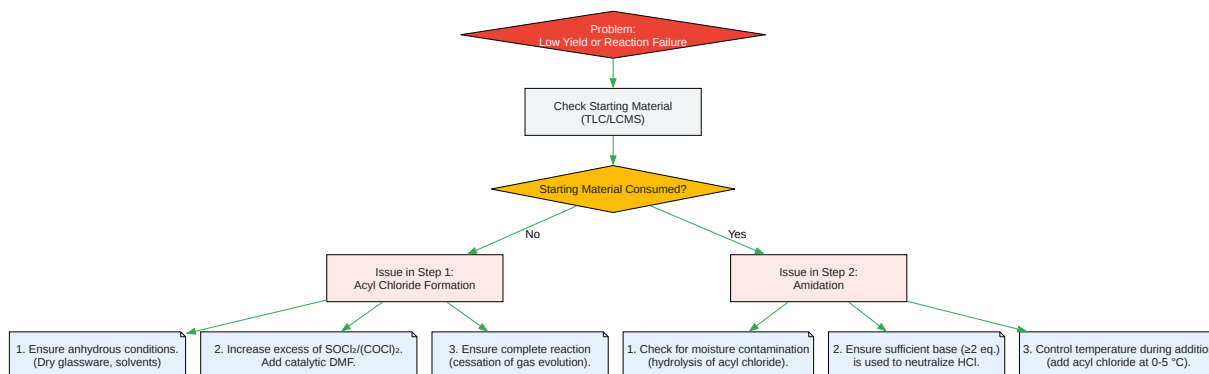 Problem:
Low Yield or Reaction Failure
Check Starting Material
(TLC/LCMS)
Starting Material Consumed?
No
Yes
Issue in Step 1:
Acyl Chloride Formation
Issue in Step 2:
Amidation
1. Ensure anhydrous conditions.
(Dry glassware, solvents)
2. Increase excess of SOCl₂/(COCl)₂.
Add catalytic DMF.
3. Ensure complete reaction
(cessation of gas evolution).
1. Check for moisture contamination
(hydrolysis of acyl chloride).
2. Ensure sufficient base (≥2 eq.)
is used to neutralize HCl.
3. Control temperature during additio
(add acyl chloride at 0-5 °C).